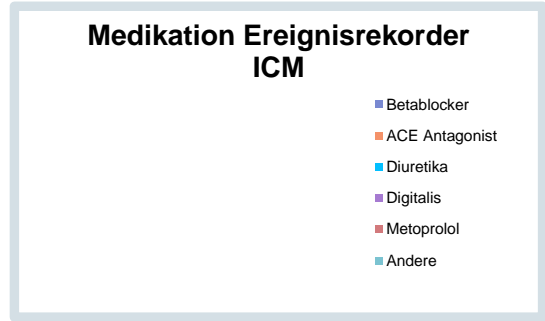 Medikation Ereignisrekorder
ICM
Betablocker
ACE Antagonist
Diuretika
Digitalis
Metoprolol
Andere